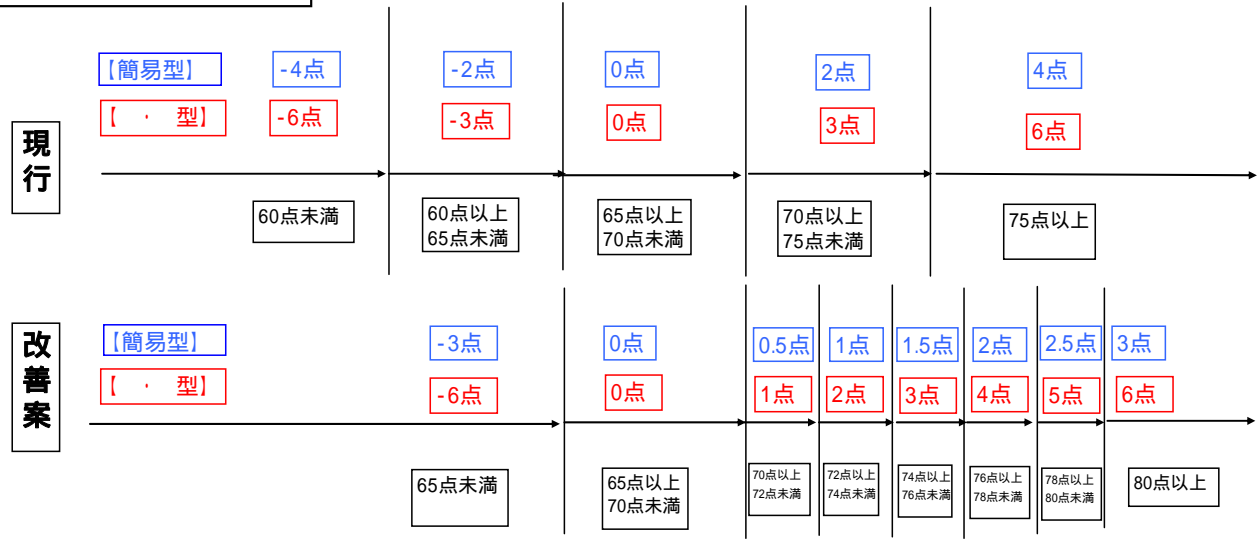 現行
【簡易型】 -4点 -2点 0点 2点 4点
【 ・ 型】 -6点 -3点 0点 3点 6点
60点未満
60点以上
65点未満
65点以上
70点未満
70点以上
75点未満
75点以上
改善案
【簡易型】 -3点 0点 0.5点 1点 1.5点 2点 2.5点 3点
【 ・ 型】 -6点 0点 1点 2点 3点 4点 5点 6点
65点未満
65点以上
70点未満
70点以上
72点未満
72点以上
74点未満
74点以上
76点未満
76点以上
78点未満
78点以上
80点未満
80点以上